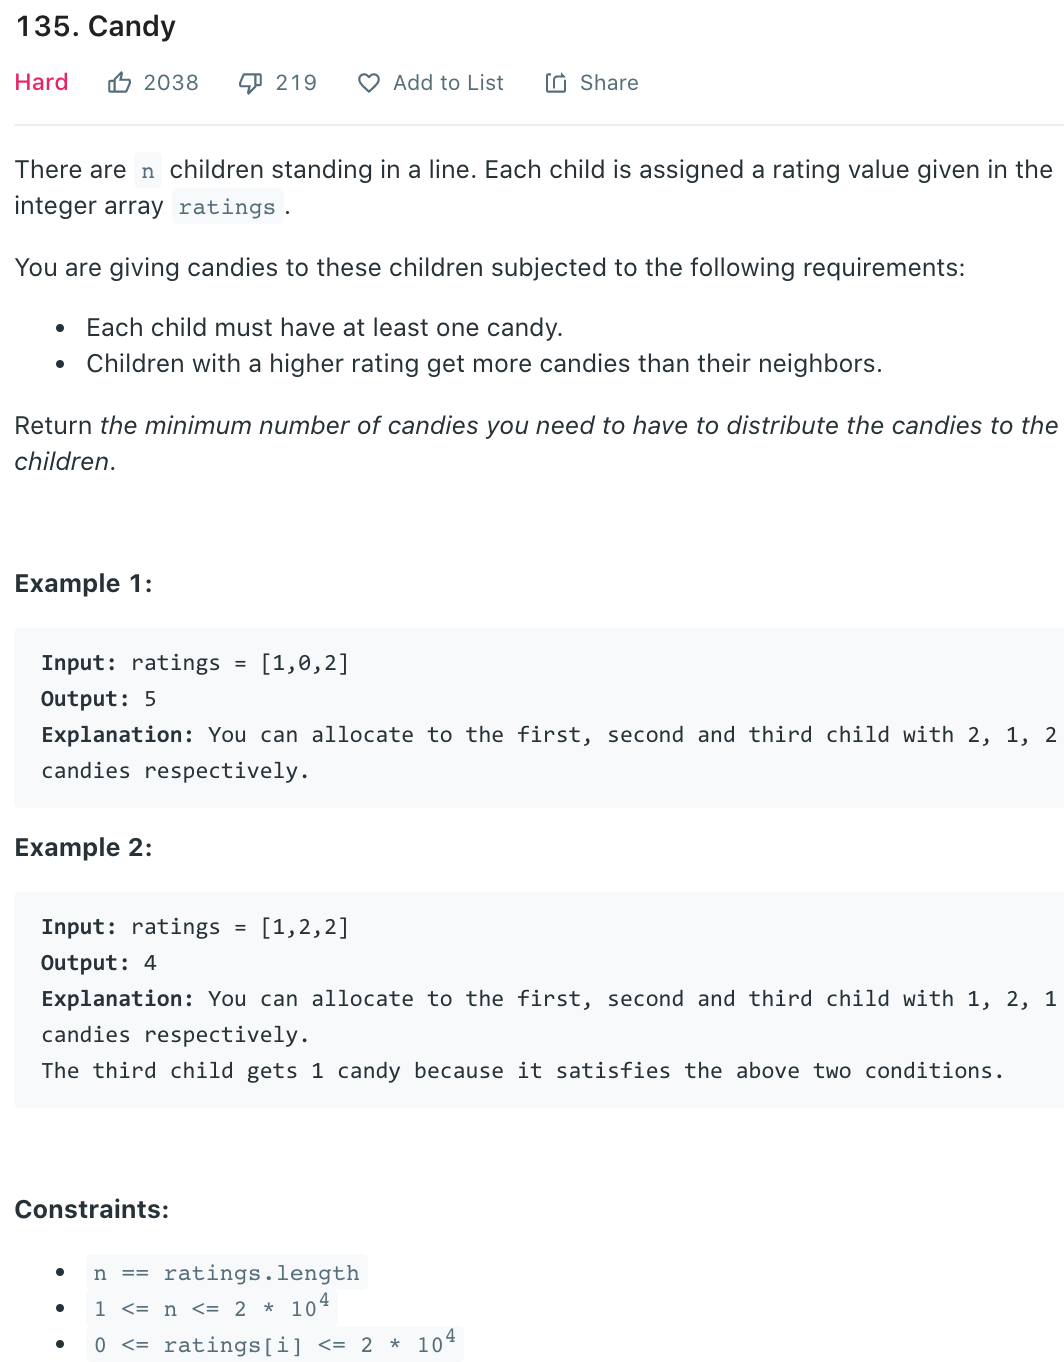 135. Candy
Hard 2038 219 Add to List Share
There are n children standing in a line. Each child is assigned a rating value given in the
integer array ratings .
You are giving candies to these children subjected to the following requirements:
• Each child must have at least one candy.
• Children with a higher rating get more candies than their neighbors.
Return the minimum number of candies you need to have to distribute the candies to the
children.
Example 1:
Input: ratings = [1,0,2]
Output: 5
Explanation: You can allocate to the first, second and third child with 2, 1, 2
candies respectively.
Example 2:
Input: ratings = [1,2,2]
Output: 4
Explanation: You can allocate to the first, second and third child with 1, 2, 1
candies respectively.
The third child gets 1 candy because it satisfies the above two conditions.
Constraints:
• n == ratings.length
• 1 <= n <= 2 * 10⁴
• 0 <= ratings[i] <= 2 * 10⁴